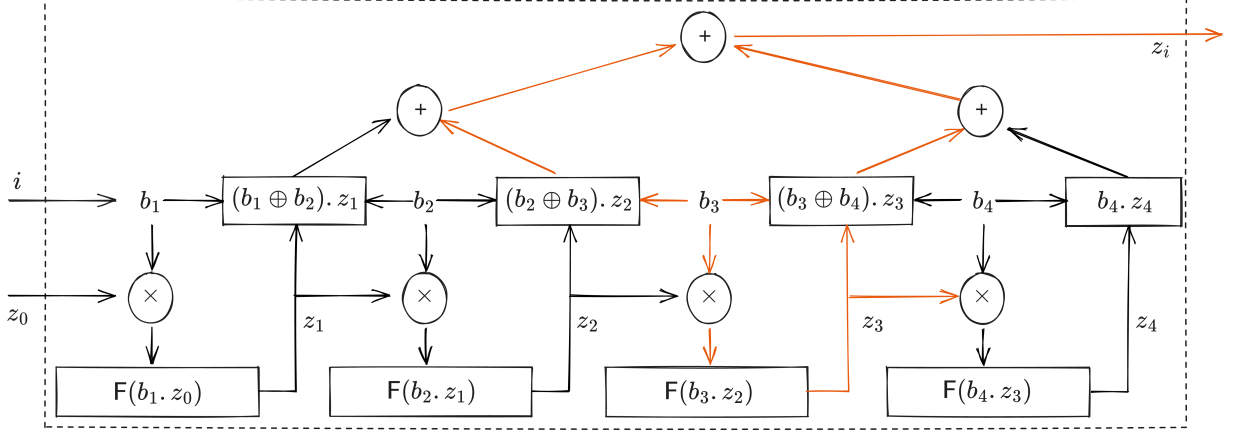 +
z_i
+ +
i b_1 (b_1 ⊕ b_2). z_1 b_2 (b_2 ⊕ b_3). z_2 b_3 (b_3 ⊕ b_4). z_3 b_4 b_4. z_4
× × × ×
z_0 z_1 z_2 z_3 z_4
F(b_1. z_0) F(b_2. z_1) F(b_3. z_2) F(b_4. z_3)